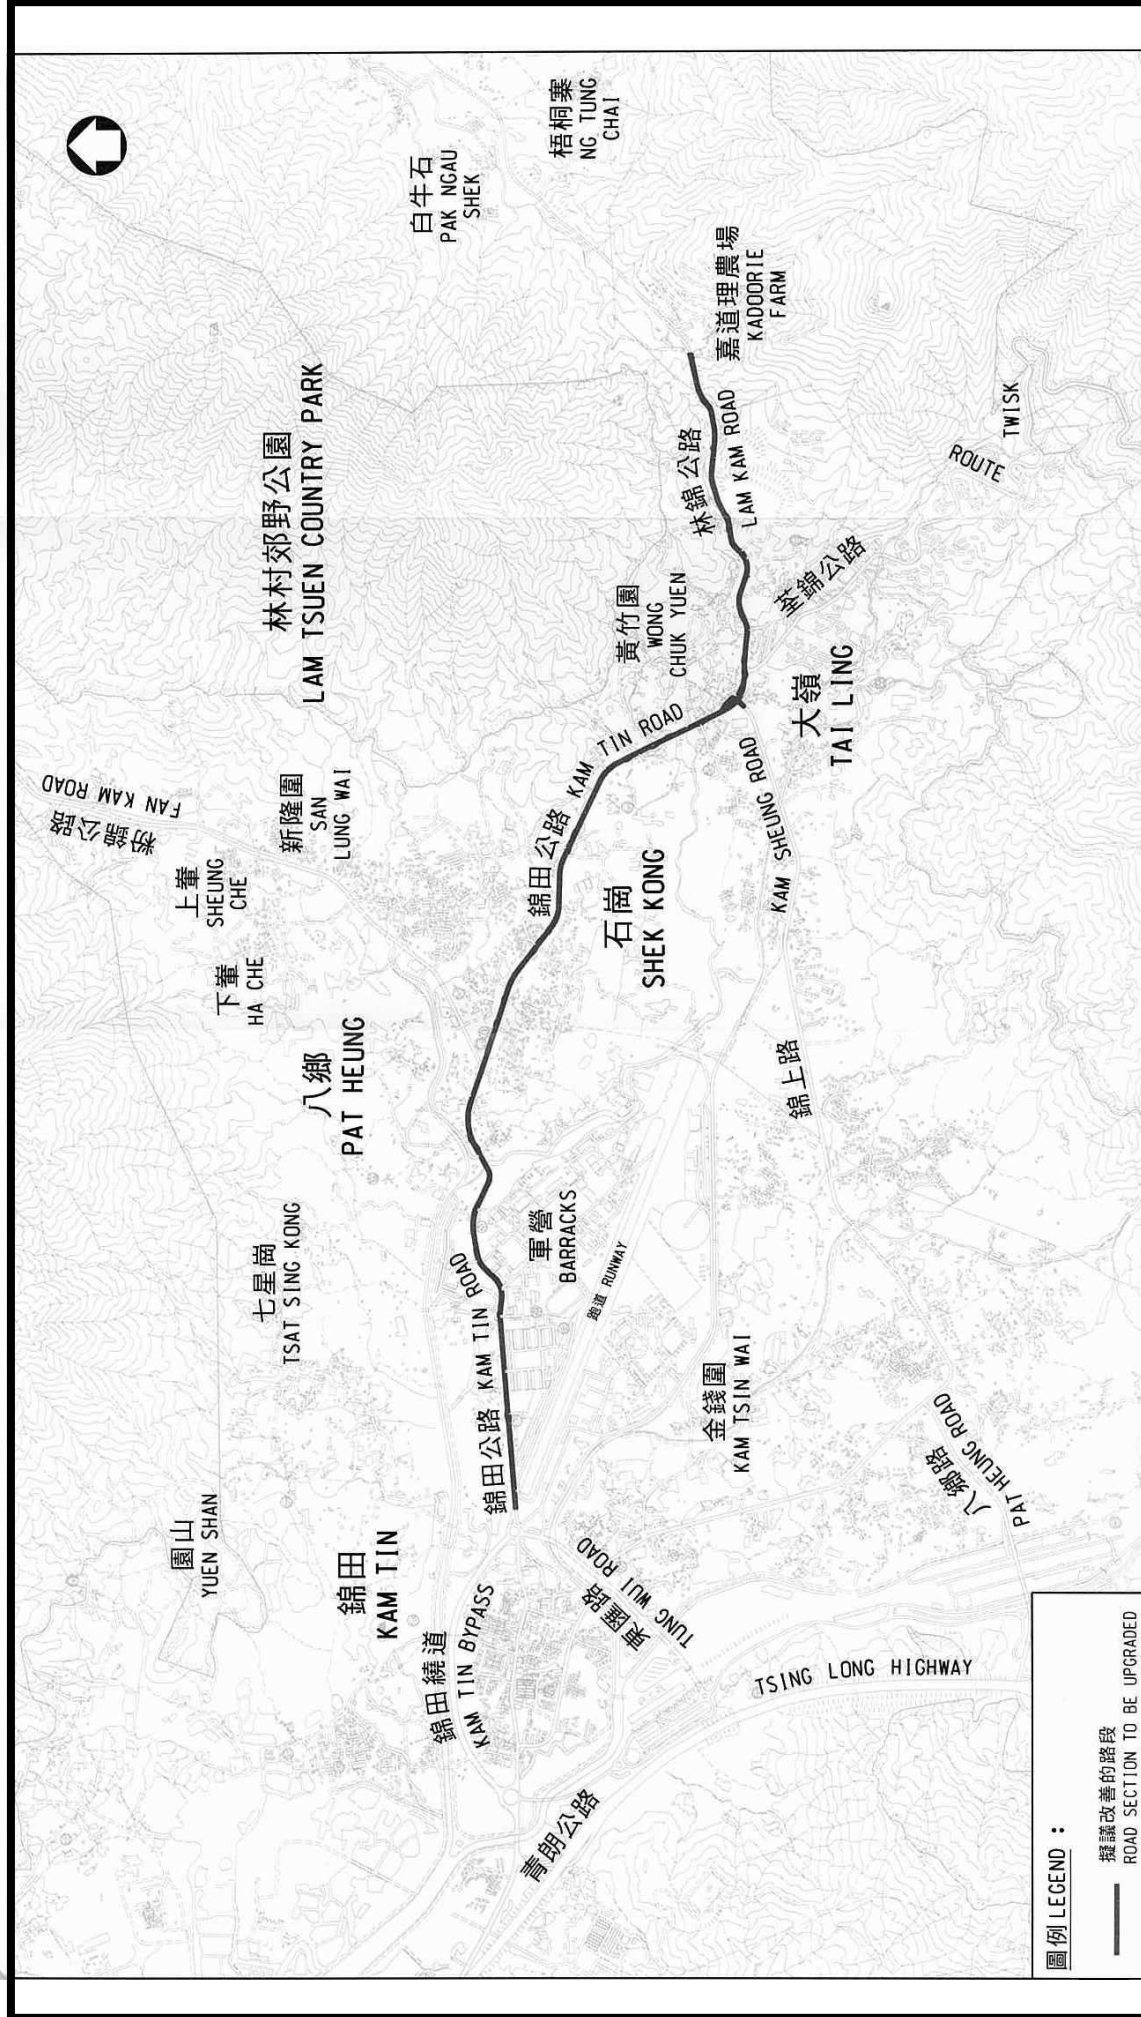 梧桐寨
NG TUNG
CHAI
白牛石
PAK NGAU
SHEK
嘉道理農場
KADOORIE
FARM
林村郊野公園
LAM TSUEN COUNTRY PARK
林錦公路
LAM KAM ROAD
ROUTE
TWISK
荃錦公路
黃竹園
WONG
CHUK YUEN
大嶺
TAI LING
粉錦公路
FAN KAM ROAD
新隆圍
SAN
LUNG WAI
上輋
SHEUNG
CHE
下輋
HA CHE
錦田公路 KAM TIN ROAD
石崗
SHEK KONG
KAM SHEUNG ROAD
錦上路
八鄉
PAT HEUNG
七星崗
TSAT SING KONG
軍營
BARRACKS
跑道 RUNWAY
錦田公路 KAM TIN ROAD
金錢圍
KAM TSIN WAI
八鄉路
PAT HEUNG ROAD
園山
YUEN SHAN
錦田
KAM TIN
錦田繞道
KAM TIN BYPASS
東匯路
TUNG WUI ROAD
青朗公路
TSING LONG HIGHWAY
圖例 LEGEND :
擬議改善的路段
ROAD SECTION TO BE UPGRADED